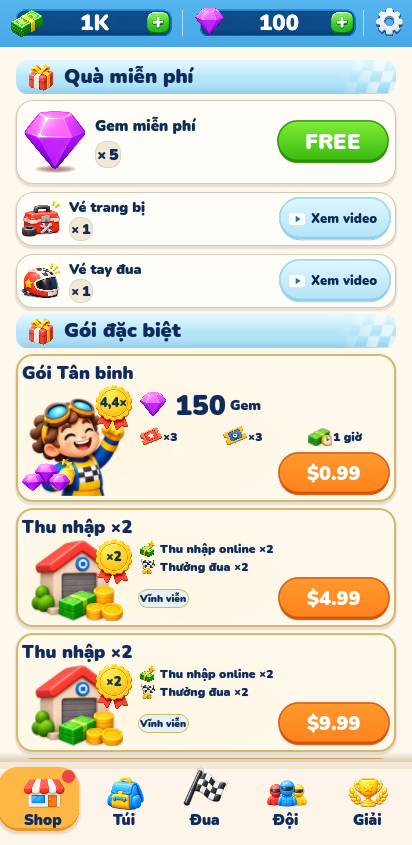 1K
100
Quà miễn phí
Gem miễn phí
×5
FREE
Vé trang bị
×1
Xem video
Vé tay đua
×1
Xem video
Gói đặc biệt
Gói Tân binh
4,4×
150 Gem
×3
×3
1 giờ
$0.99
Thu nhập ×2
×2
Thu nhập online ×2
Thưởng đua ×2
Vĩnh viễn
$4.99
Thu nhập ×2
×2
Thu nhập online ×2
Thưởng đua ×2
Vĩnh viễn
$9.99
Shop
Túi
Đua
Đội
Giải